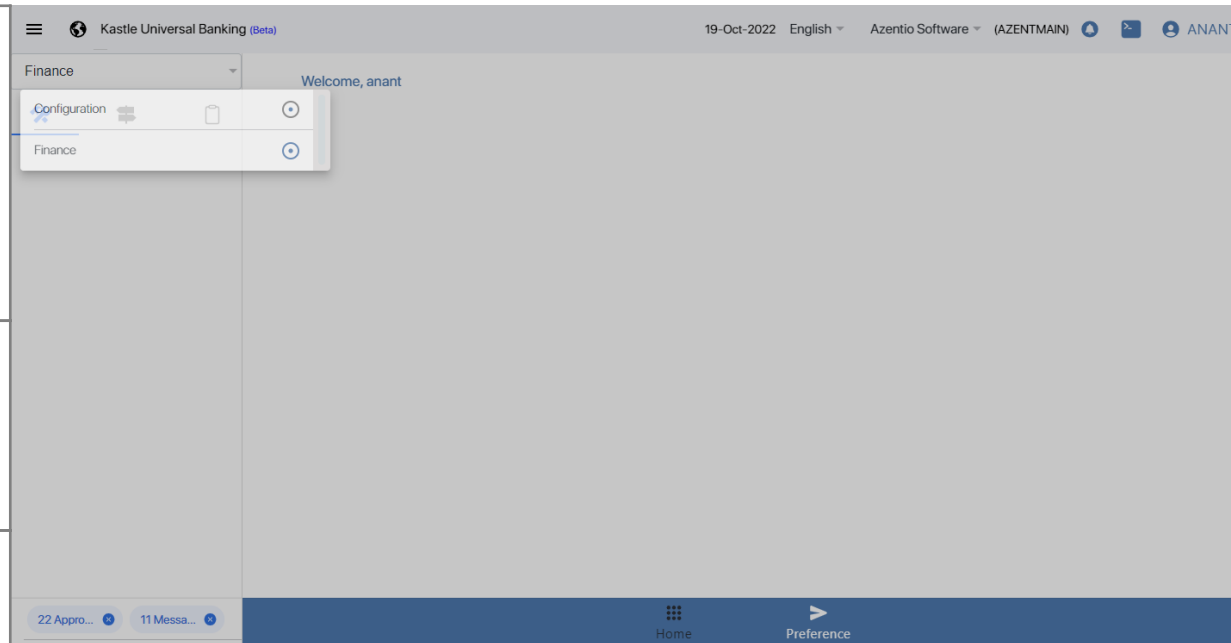 Kastle Universal Banking (Beta) 19-Oct-2022 English Azentio Software (AZENTMAIN) ANANT
Finance
Welcome, anant
Configuration
Finance
22 Appro... 11 Messa...
Home Preference